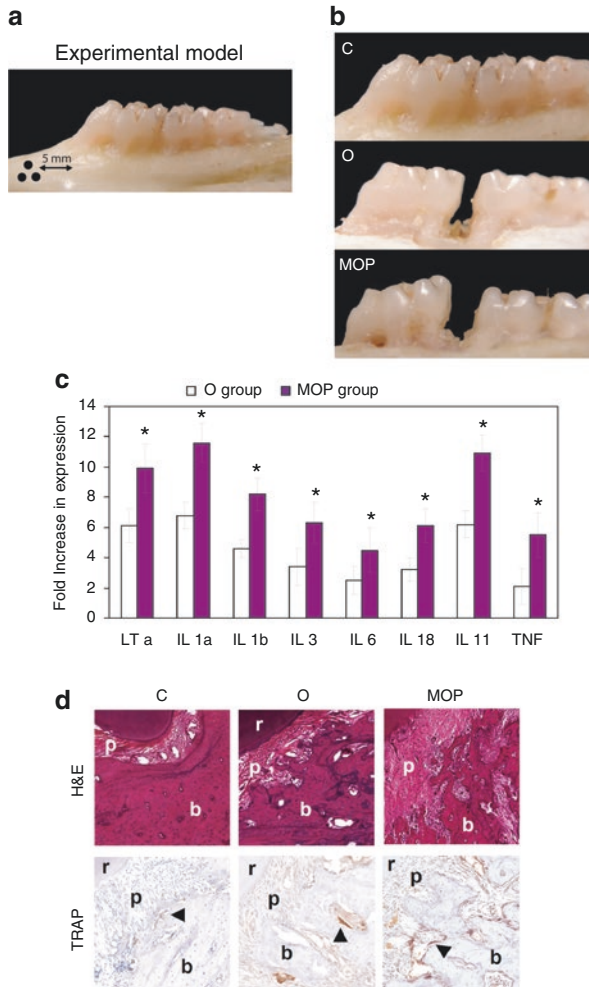 a
Experimental model
5 mm
b
C
O
MOP
c
O group MOP group
Fold Increase in expression
14
12
10
8
6
4
2
0
* * * * * * * *
LT a IL 1a IL 1b IL 3 IL 6 IL 18 IL 11 TNF
d
C O MOP
H&E
p b
r p b
p b
TRAP
r p b
r p b
r p b